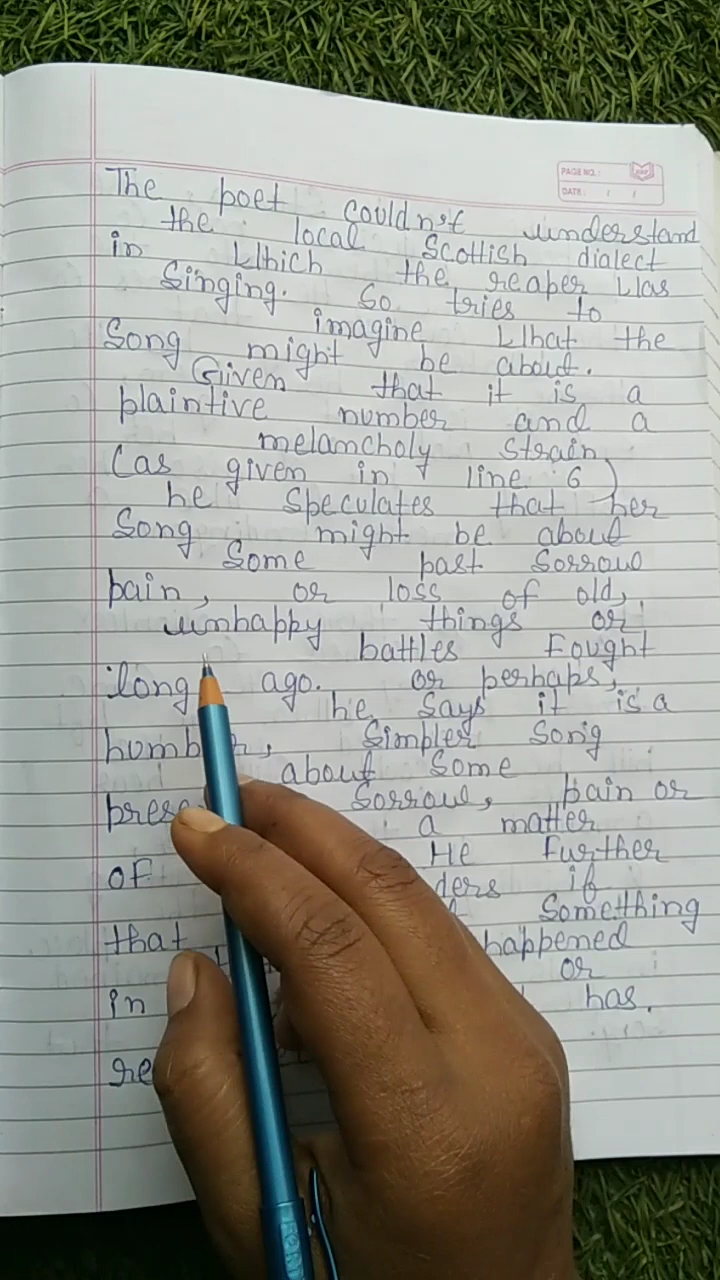 PAGE NO.:
DATE: / /
The poet could not understand
the local Scottish dialect
in which the reaper was
singing. So tries to
imagine what the
song might be about.
Given that it is a
plaintive number and a
melancholy strain
(as given in line 6)
he speculates that her
song might be about
some past sorrow
pain, or loss of old,
unhappy things or
battles fought
long ago. or perhaps,
he says it is a
simpler song
about some
sorrow, pain or
a matter
of He further
if
that something
happened
in or
has.